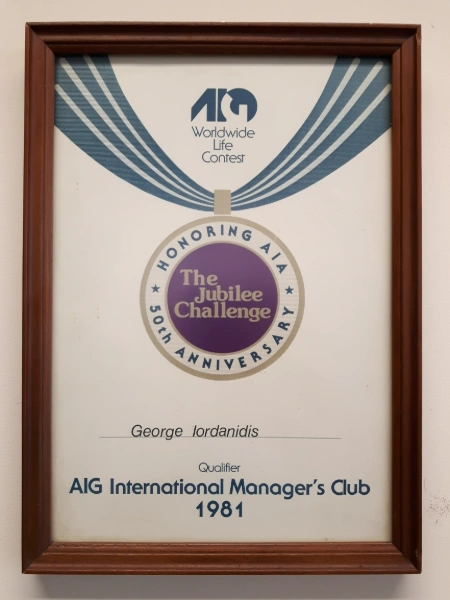 AIG
Worldwide
Life
Contest
HONORING AIA
The
Jubilee
Challenge
50th ANNIVERSARY
George Iordanidis
Qualifier
AIG International Manager's Club
1981